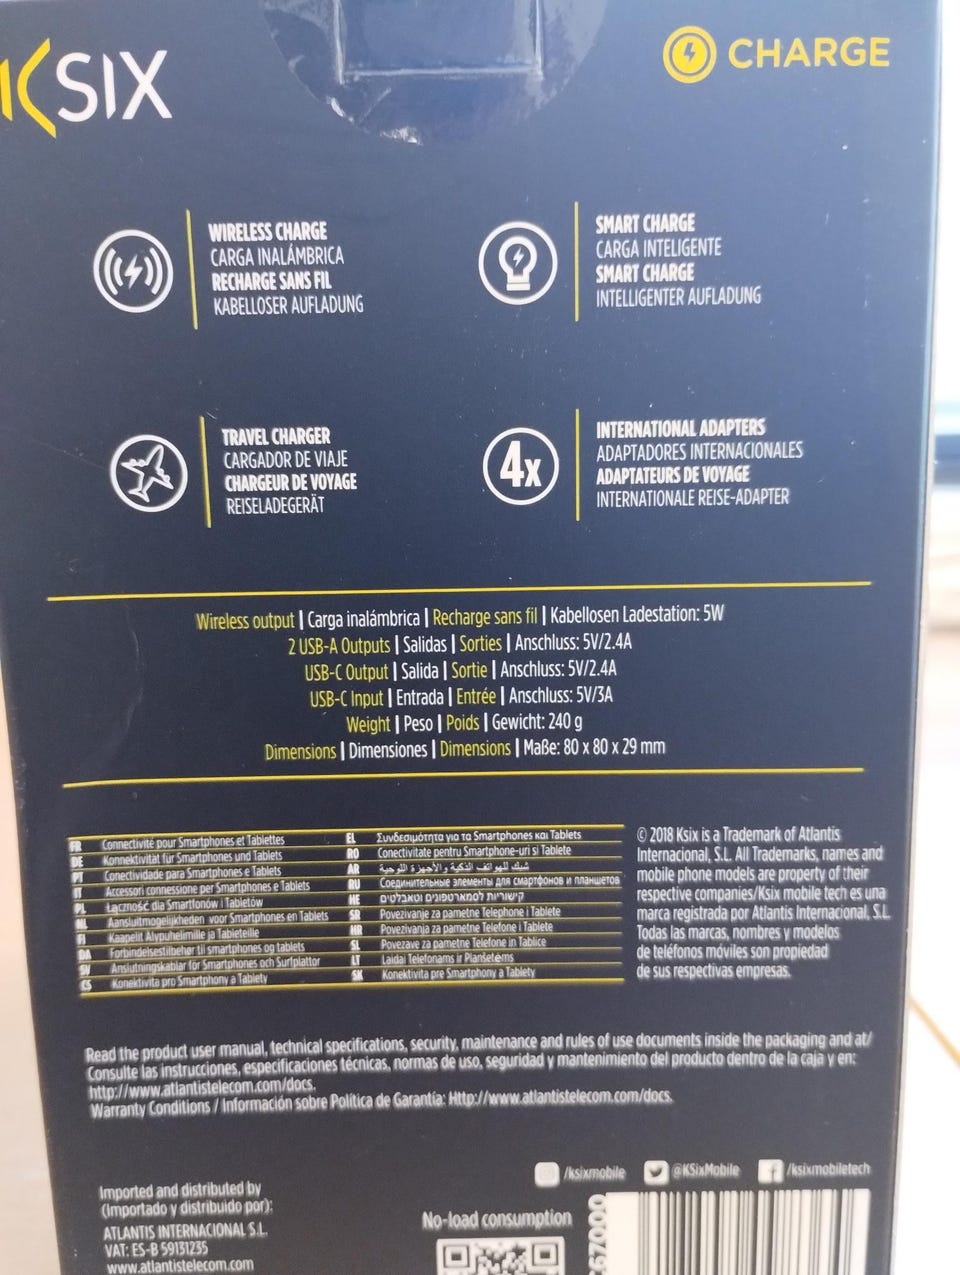 KSIX
CHARGE
WIRELESS CHARGE
CARGA INALÁMBRICA
RECHARGE SANS FIL
KABELLOSER AUFLADUNG
SMART CHARGE
CARGA INTELIGENTE
SMART CHARGE
INTELLIGENTER AUFLADUNG
TRAVEL CHARGER
CARGADOR DE VIAJE
CHARGEUR DE VOYAGE
REISELADEGERÄT
4x
INTERNATIONAL ADAPTERS
ADAPTADORES INTERNACIONALES
ADAPTATEURS DE VOYAGE
INTERNATIONALE REISE-ADAPTER
Wireless output | Carga inalámbrica | Recharge sans fil | Kabellosen Ladestation: 5W
2 USB-A Outputs | Salidas | Sorties | Anschluss: 5V/2.4A
USB-C Output | Salida | Sortie | Anschluss: 5V/2.4A
USB-C Input | Entrada | Entrée | Anschluss: 5V/3A
Weight | Peso | Poids | Gewicht: 240 g
Dimensions | Dimensiones | Dimensions | Maße: 80 x 80 x 29 mm
FR Connectivité pour Smartphones et Tablettes
DE Konnektivität für Smartphones und Tablets
PT Conectividade para Smartphones e Tablets
IT Accessori connessione per Smartphones e Tablets
PL Łączność dla Smartfonów i Tabletów
NL Aansluitmogelijkheden voor Smartphones en Tablets
FI Kaapelit Älypuhelimille ja Tableteille
DA Forbindelsestilbehør til smartphones og tablets
SV Anslutningskablar för Smartphones och Surfplattor
CS Konektivita pro Smartphony a Tablety
EL Συνδεσιμότητα για τα Smartphones και Tablets
RO Conectivitate pentru Smartphone-uri si Tablete
AR شبك للهواتف الذكية والأجهزة اللوحية
RU Соединительные элементы для смартфонов и планшетов
HE קישוריות לסמארטפונים וטאבלטים
SR Povezivanje za pametne Telephone i Tablete
HR Povezivanja za pametne Telefone i Tablete
SL Povezave za pametne Telefone in Tablice
LT Laidai Telefonams ir Planšetėms
SK Konektivita pre Smartphony a Tablety
© 2018 Ksix is a Trademark of Atlantis
Internacional, S.L. All Trademarks, names and
mobile phone models are property of their
respective companies/Ksix mobile tech es una
marca registrada por Atlantis Internacional, S.L.
Todas las marcas, nombres y modelos
de teléfonos móviles son propiedad
de sus respectivas empresas.
Read the product user manual, technical specifications, security, maintenance and rules of use documents inside the packaging and at/
Consulte las instrucciones, especificaciones técnicas, normas de uso, seguridad y mantenimiento del producto dentro de la caja y en:
http://www.atlantistelecom.com/docs.
Warranty Conditions / Información sobre Política de Garantía: Http://www.atlantistelecom.com/docs.
/ksixmobile
@KSixMobile
/ksixmobiletech
Imported and distributed by
(Importado y distribuido por):
ATLANTIS INTERNACIONAL S.L.
VAT: ES-B 59131235
www.atlantistelecom.com
No-load consumption